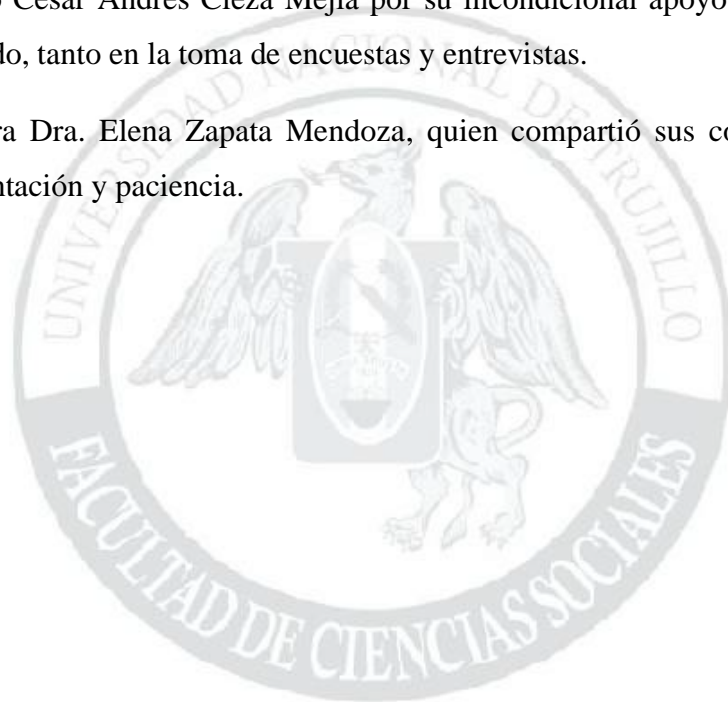 César Andrés Cieza Mejía por su incondicional apoyo
do, tanto en la toma de encuestas y entrevistas.
ra Dra. Elena Zapata Mendoza, quien compartió sus co
ntación y paciencia.
UNIVERSIDAD NACIONAL DE TRUJILLO
FACULTAD DE CIENCIAS SOCIALES